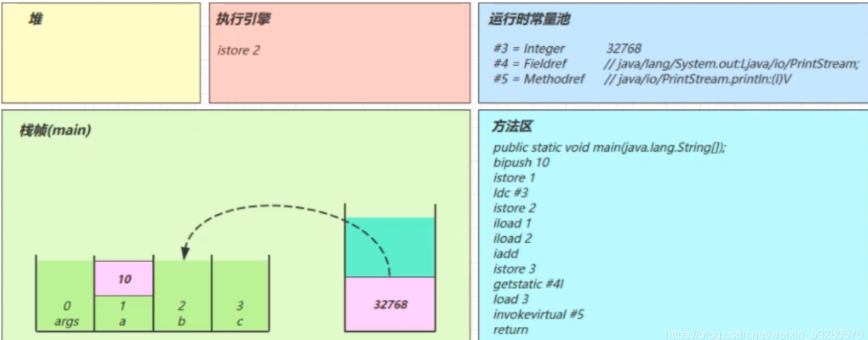 堆
执行引擎
istore 2
运行时常量池
#3 = Integer 32768
#4 = Fieldref // java/lang/System.out:Ljava/io/PrintStream;
#5 = Methodref // java/io/PrintStream.println:(I)V
栈帧(main)
10
0 1 2 3
args a b c
32768
方法区
public static void main(java.lang.String[]);
bipush 10
istore 1
ldc #3
istore 2
iload 1
iload 2
iadd
istore 3
getstatic #4I
load 3
invokevirtual #5
return
https://blog.csdn.net/weixin_50280576